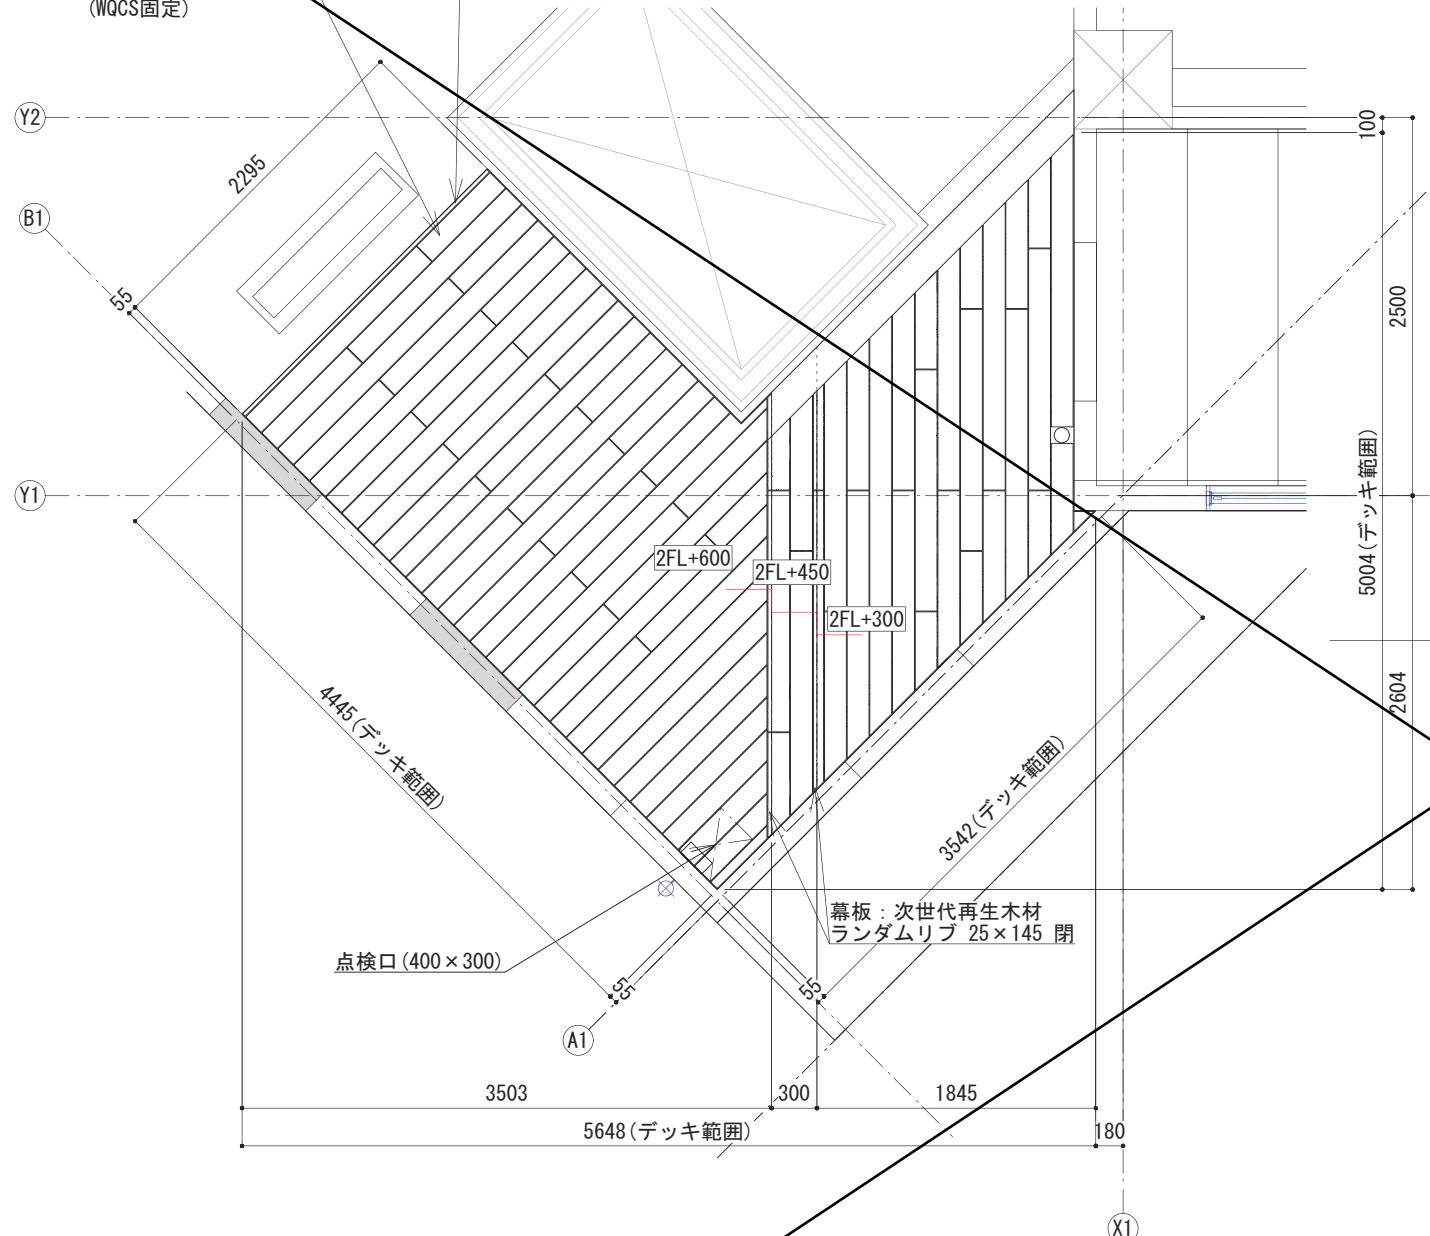 (WQCS固定)
Y2
100
2295
B1
55
2500
Y1
5004(デッキ範囲)
2FL+600
2FL+450
2FL+300
2604
4445(デッキ範囲)
3542(デッキ範囲)
幕板：次世代再生木材
ランダムリブ 25×145 閉
点検口(400×300)
55
55
A1
3503
300
1845
5648(デッキ範囲)
180
X1